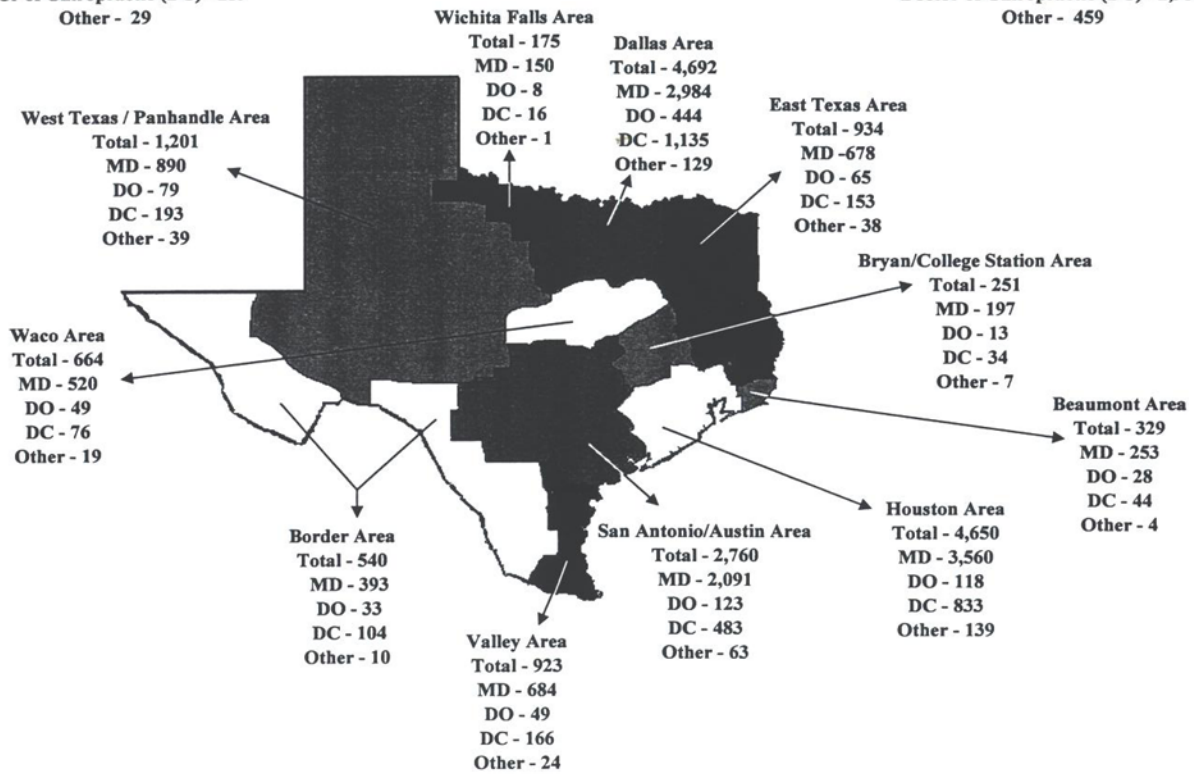 Other - 29
Other - 459
Wichita Falls Area
Total - 175
MD - 150
DO - 8
DC - 16
Other - 1
Dallas Area
Total - 4,692
MD - 2,984
DO - 444
DC - 1,135
Other - 129
East Texas Area
Total - 934
MD -678
DO - 65
DC - 153
Other - 38
West Texas / Panhandle Area
Total - 1,201
MD - 890
DO - 79
DC - 193
Other - 39
Bryan/College Station Area
Total - 251
MD - 197
DO - 13
DC - 34
Other - 7
Waco Area
Total - 664
MD - 520
DO - 49
DC - 76
Other - 19
Beaumont Area
Total - 329
MD - 253
DO - 28
DC - 44
Other - 4
Border Area
Total - 540
MD - 393
DO - 33
DC - 104
Other - 10
San Antonio/Austin Area
Total - 2,760
MD - 2,091
DO - 123
DC - 483
Other - 63
Houston Area
Total - 4,650
MD - 3,560
DO - 118
DC - 833
Other - 139
Valley Area
Total - 923
MD - 684
DO - 49
DC - 166
Other - 24